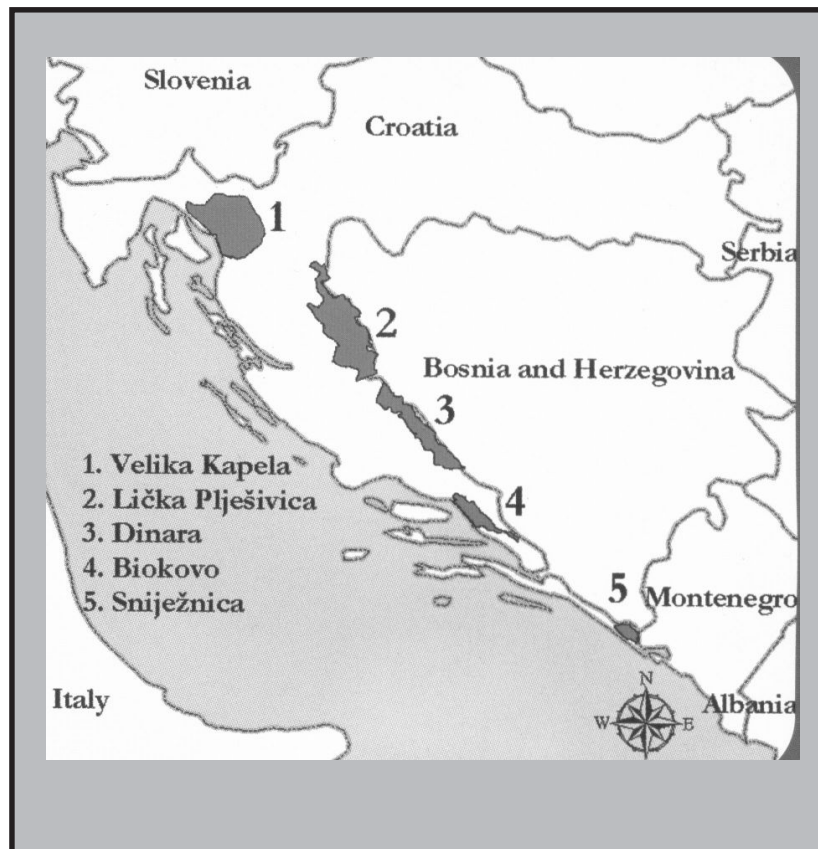 Slovenia
Croatia
1
Serbia
2
Bosnia and Herzegovina
3
1. Velika Kapela
2. Lička Plješivica
3. Dinara
4. Biokovo
5. Sniježnica
4
5
Montenegro
Italy
N
W E
S
Albania